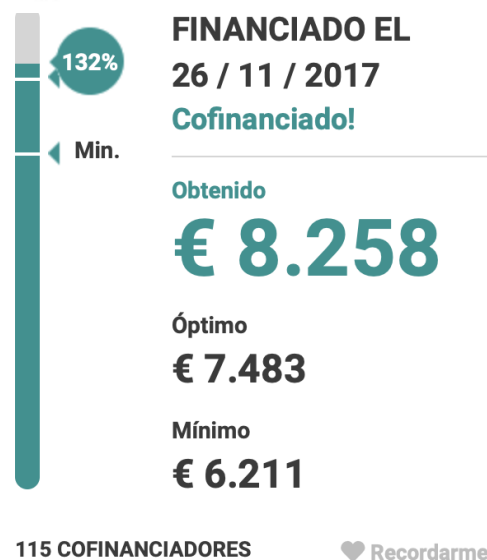 FINANCIADO EL
26 / 11 / 2017
Cofinanciado!
132%
Min.
Obtenido
€ 8.258
Óptimo
€ 7.483
Mínimo
€ 6.211
115 COFINANCIADORES
Recordarme